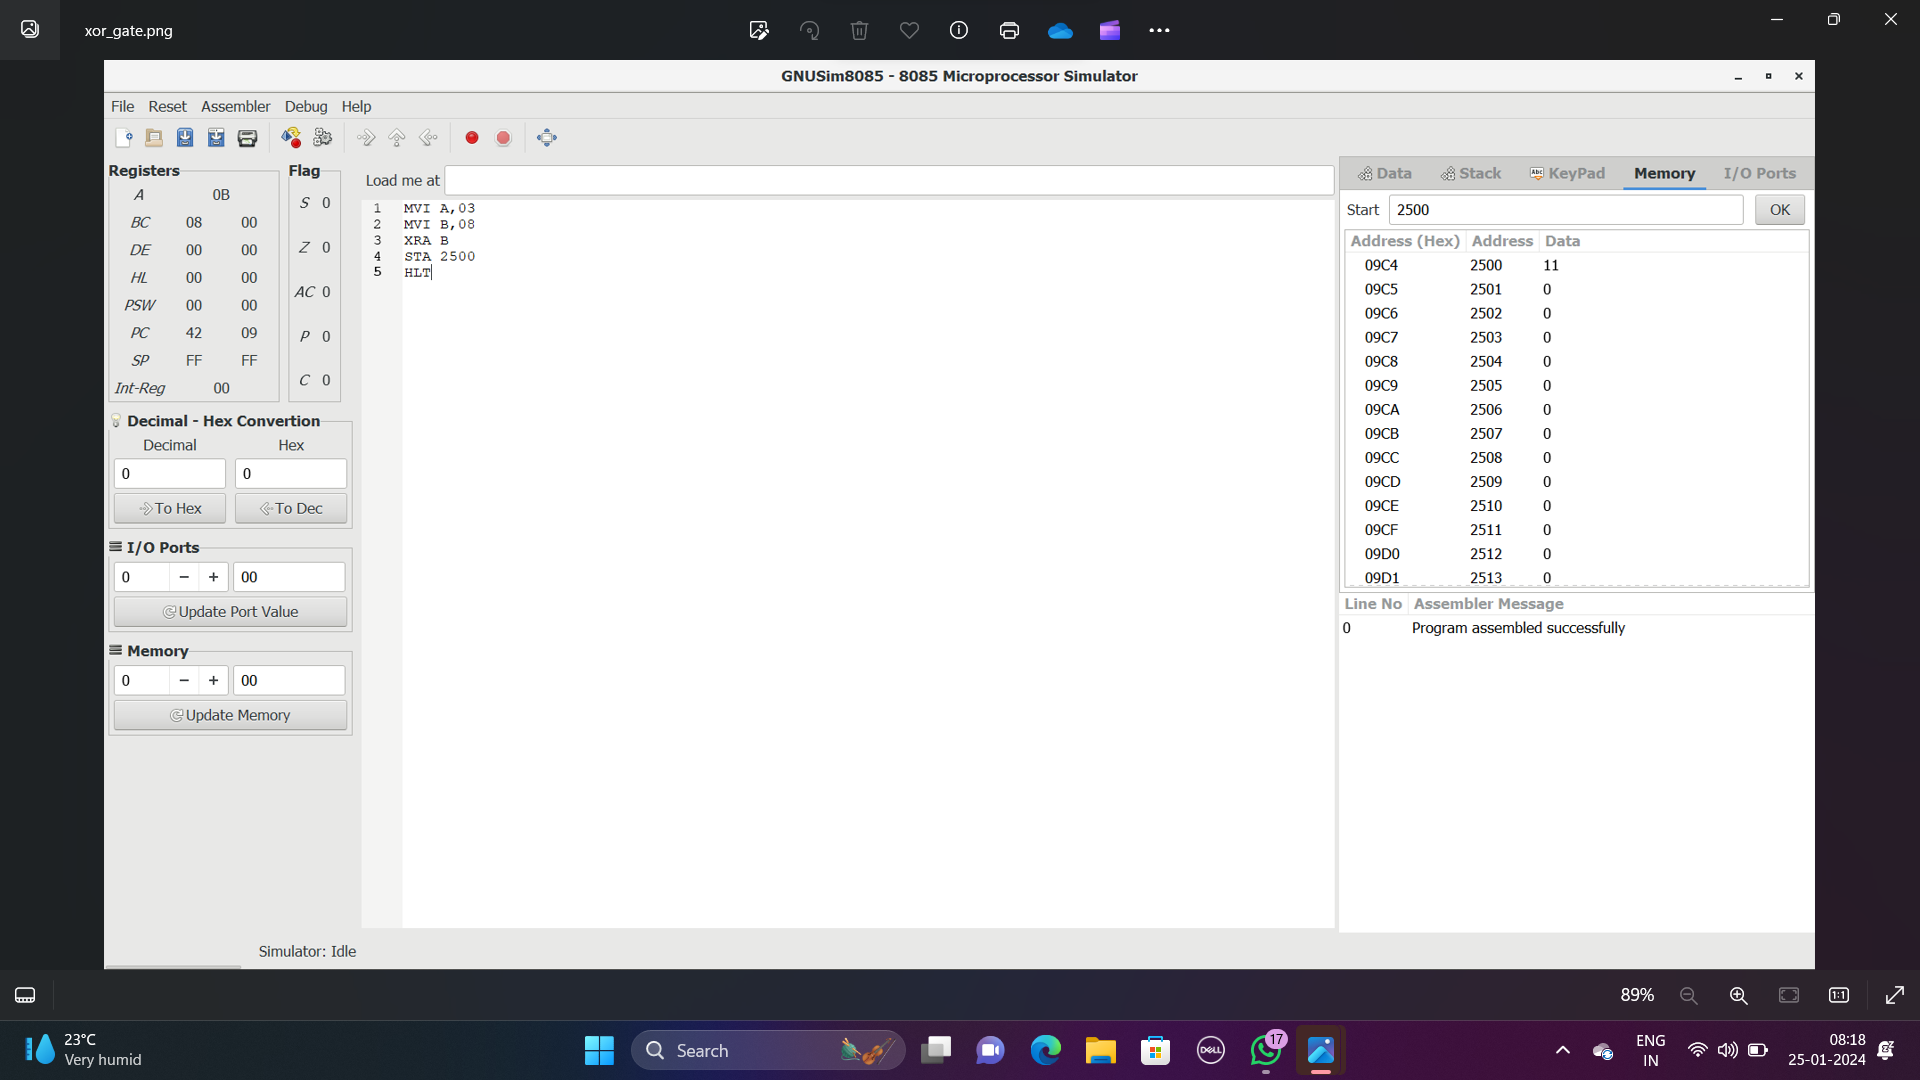 xor_gate.png
GNUSim8085 - 8085 Microprocessor Simulator
File Reset Assembler Debug Help
Registers
A 0B
BC 08 00
DE 00 00
HL 00 00
PSW 00 00
PC 42 09
SP FF FF
Int-Reg 00
Flag
S 0
Z 0
AC 0
P 0
C 0
Decimal - Hex Convertion
Decimal Hex
0 0
To Hex To Dec
I/O Ports
0 - + 00
Update Port Value
Memory
0 - + 00
Update Memory
Load me at
1 MVI A,03
2 MVI B,08
3 XRA B
4 STA 2500
5 HLT
Data Stack Abc KeyPad Memory I/O Ports
Start 2500 OK
Address (Hex) Address Data
09C4 2500 11
09C5 2501 0
09C6 2502 0
09C7 2503 0
09C8 2504 0
09C9 2505 0
09CA 2506 0
09CB 2507 0
09CC 2508 0
09CD 2509 0
09CE 2510 0
09CF 2511 0
09D0 2512 0
09D1 2513 0
Line No Assembler Message
0 Program assembled successfully
Simulator: Idle
89% 1:1
23°C
Very humid
Search
DELL
17
ENG
IN
08:18
25-01-2024